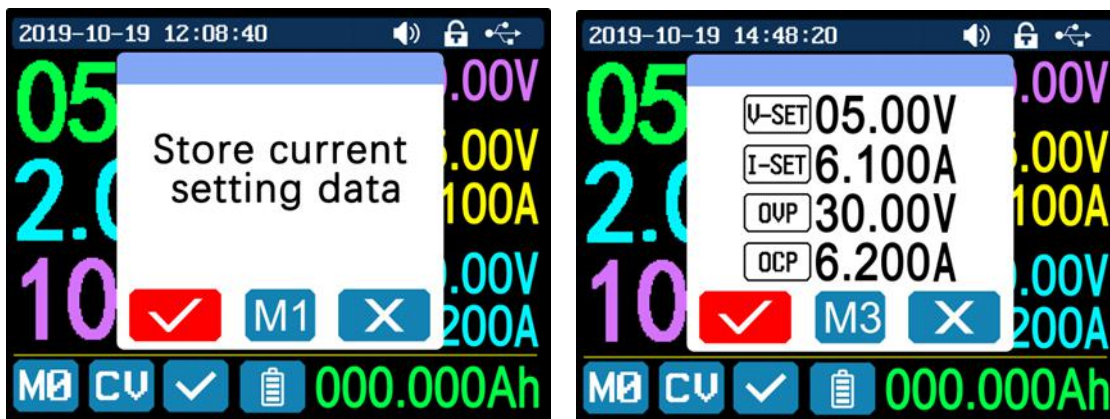 2019-10-19 12:08:40
05
.00V
Store current
setting data
2.0
.00V
100A
10
.00V
200A
M1
M0 CV 000.000Ah
2019-10-19 14:48:20
05
.00V
V-SET 05.00V
I-SET 6.100A
OVP 30.00V
OCP 6.200A
2.
.00V
100A
10
.00V
200A
M3
M0 CV 000.000Ah